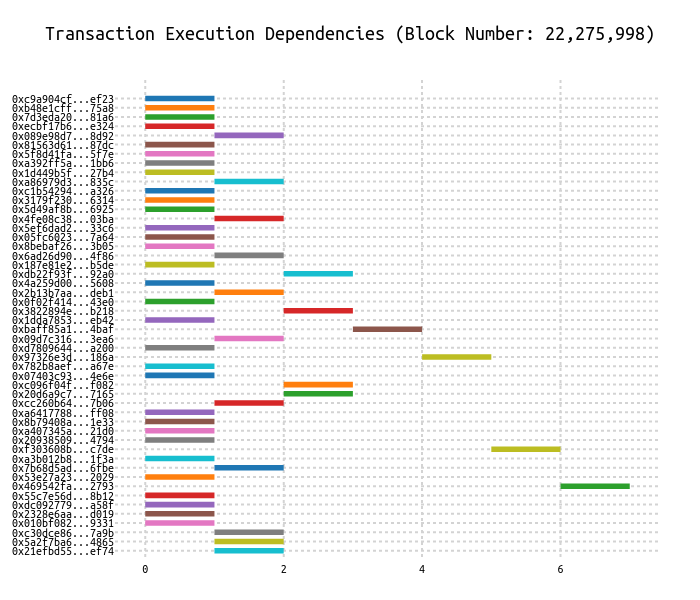 Transaction Execution Dependencies (Block Number: 22,275,998)
0xc9a904cf...ef23
0xb48e1cff...75a8
0x7d3eda20...81a6
0xecbf17b6...e324
0x089e98d7...8d92
0x81563d61...87dc
0x5f8d41fa...5f7e
0xa392ff5a...1bb6
0x1d449b5f...27b4
0xa86979d3...835c
0xc1b54294...a326
0x3179f230...6314
0x5d49af8b...6925
0x4fe08c38...03ba
0x5ef6dad2...33c6
0x05fc6023...7a64
0x8bebaf26...3b05
0x6ad26d90...4f86
0x187e81e2...b5de
0xdb22f93f...92a0
0x4a259d00...5608
0x2b13b7aa...deb1
0x0f02f414...43e0
0x3822894e...b218
0x1dda7853...eb42
0xbaff85a1...4baf
0x09d7c316...3ea6
0xd7809644...a200
0x97326e3d...186a
0x782b8aef...a67e
0x07403c93...4e6e
0xc096f04f...f082
0x20d6a9c7...7165
0xcc260b64...7b06
0xa6417788...ff08
0x8b79408a...1e33
0xa407345a...21d0
0x20938509...4794
0xf303608b...c7de
0xa3b012b8...1f3a
0x7b68d5ad...6fbe
0x53e27a23...2029
0x469542fa...2793
0x55c7e56d...8b12
0xdc092779...a58f
0x2328e6aa...d019
0x010bf082...9331
0xc30dce86...7a9b
0x5a2f7ba6...4865
0x21efbd55...ef74
0 2 4 6